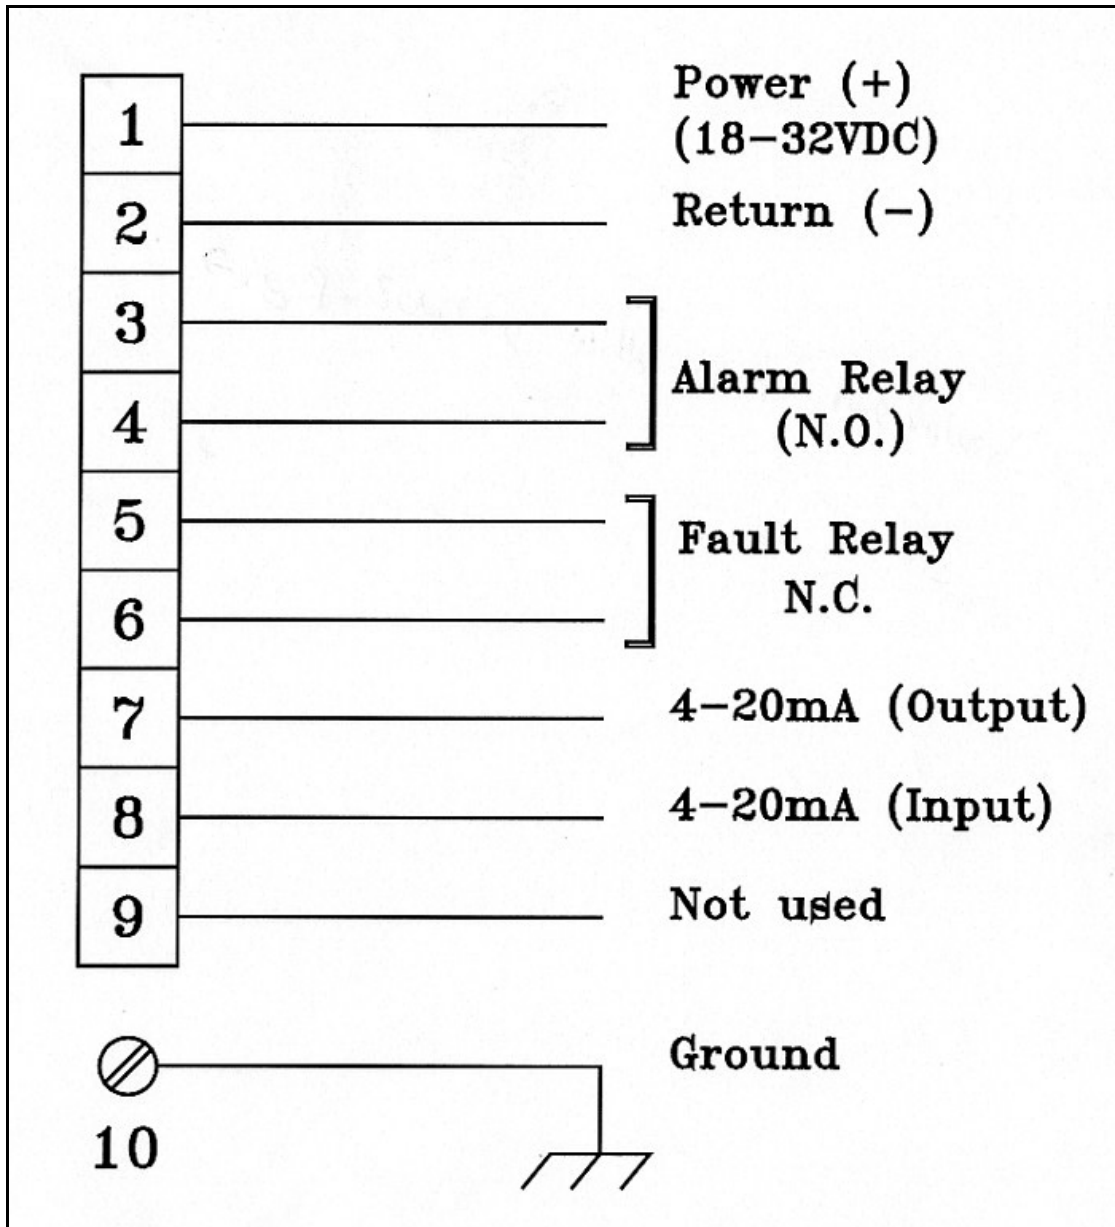 1
Power (+)
(18-32VDC)
2
Return (-)
3
4
Alarm Relay
(N.O.)
5
6
Fault Relay
N.C.
7
4-20mA (Output)
8
4-20mA (Input)
9
Not used
Ground
10